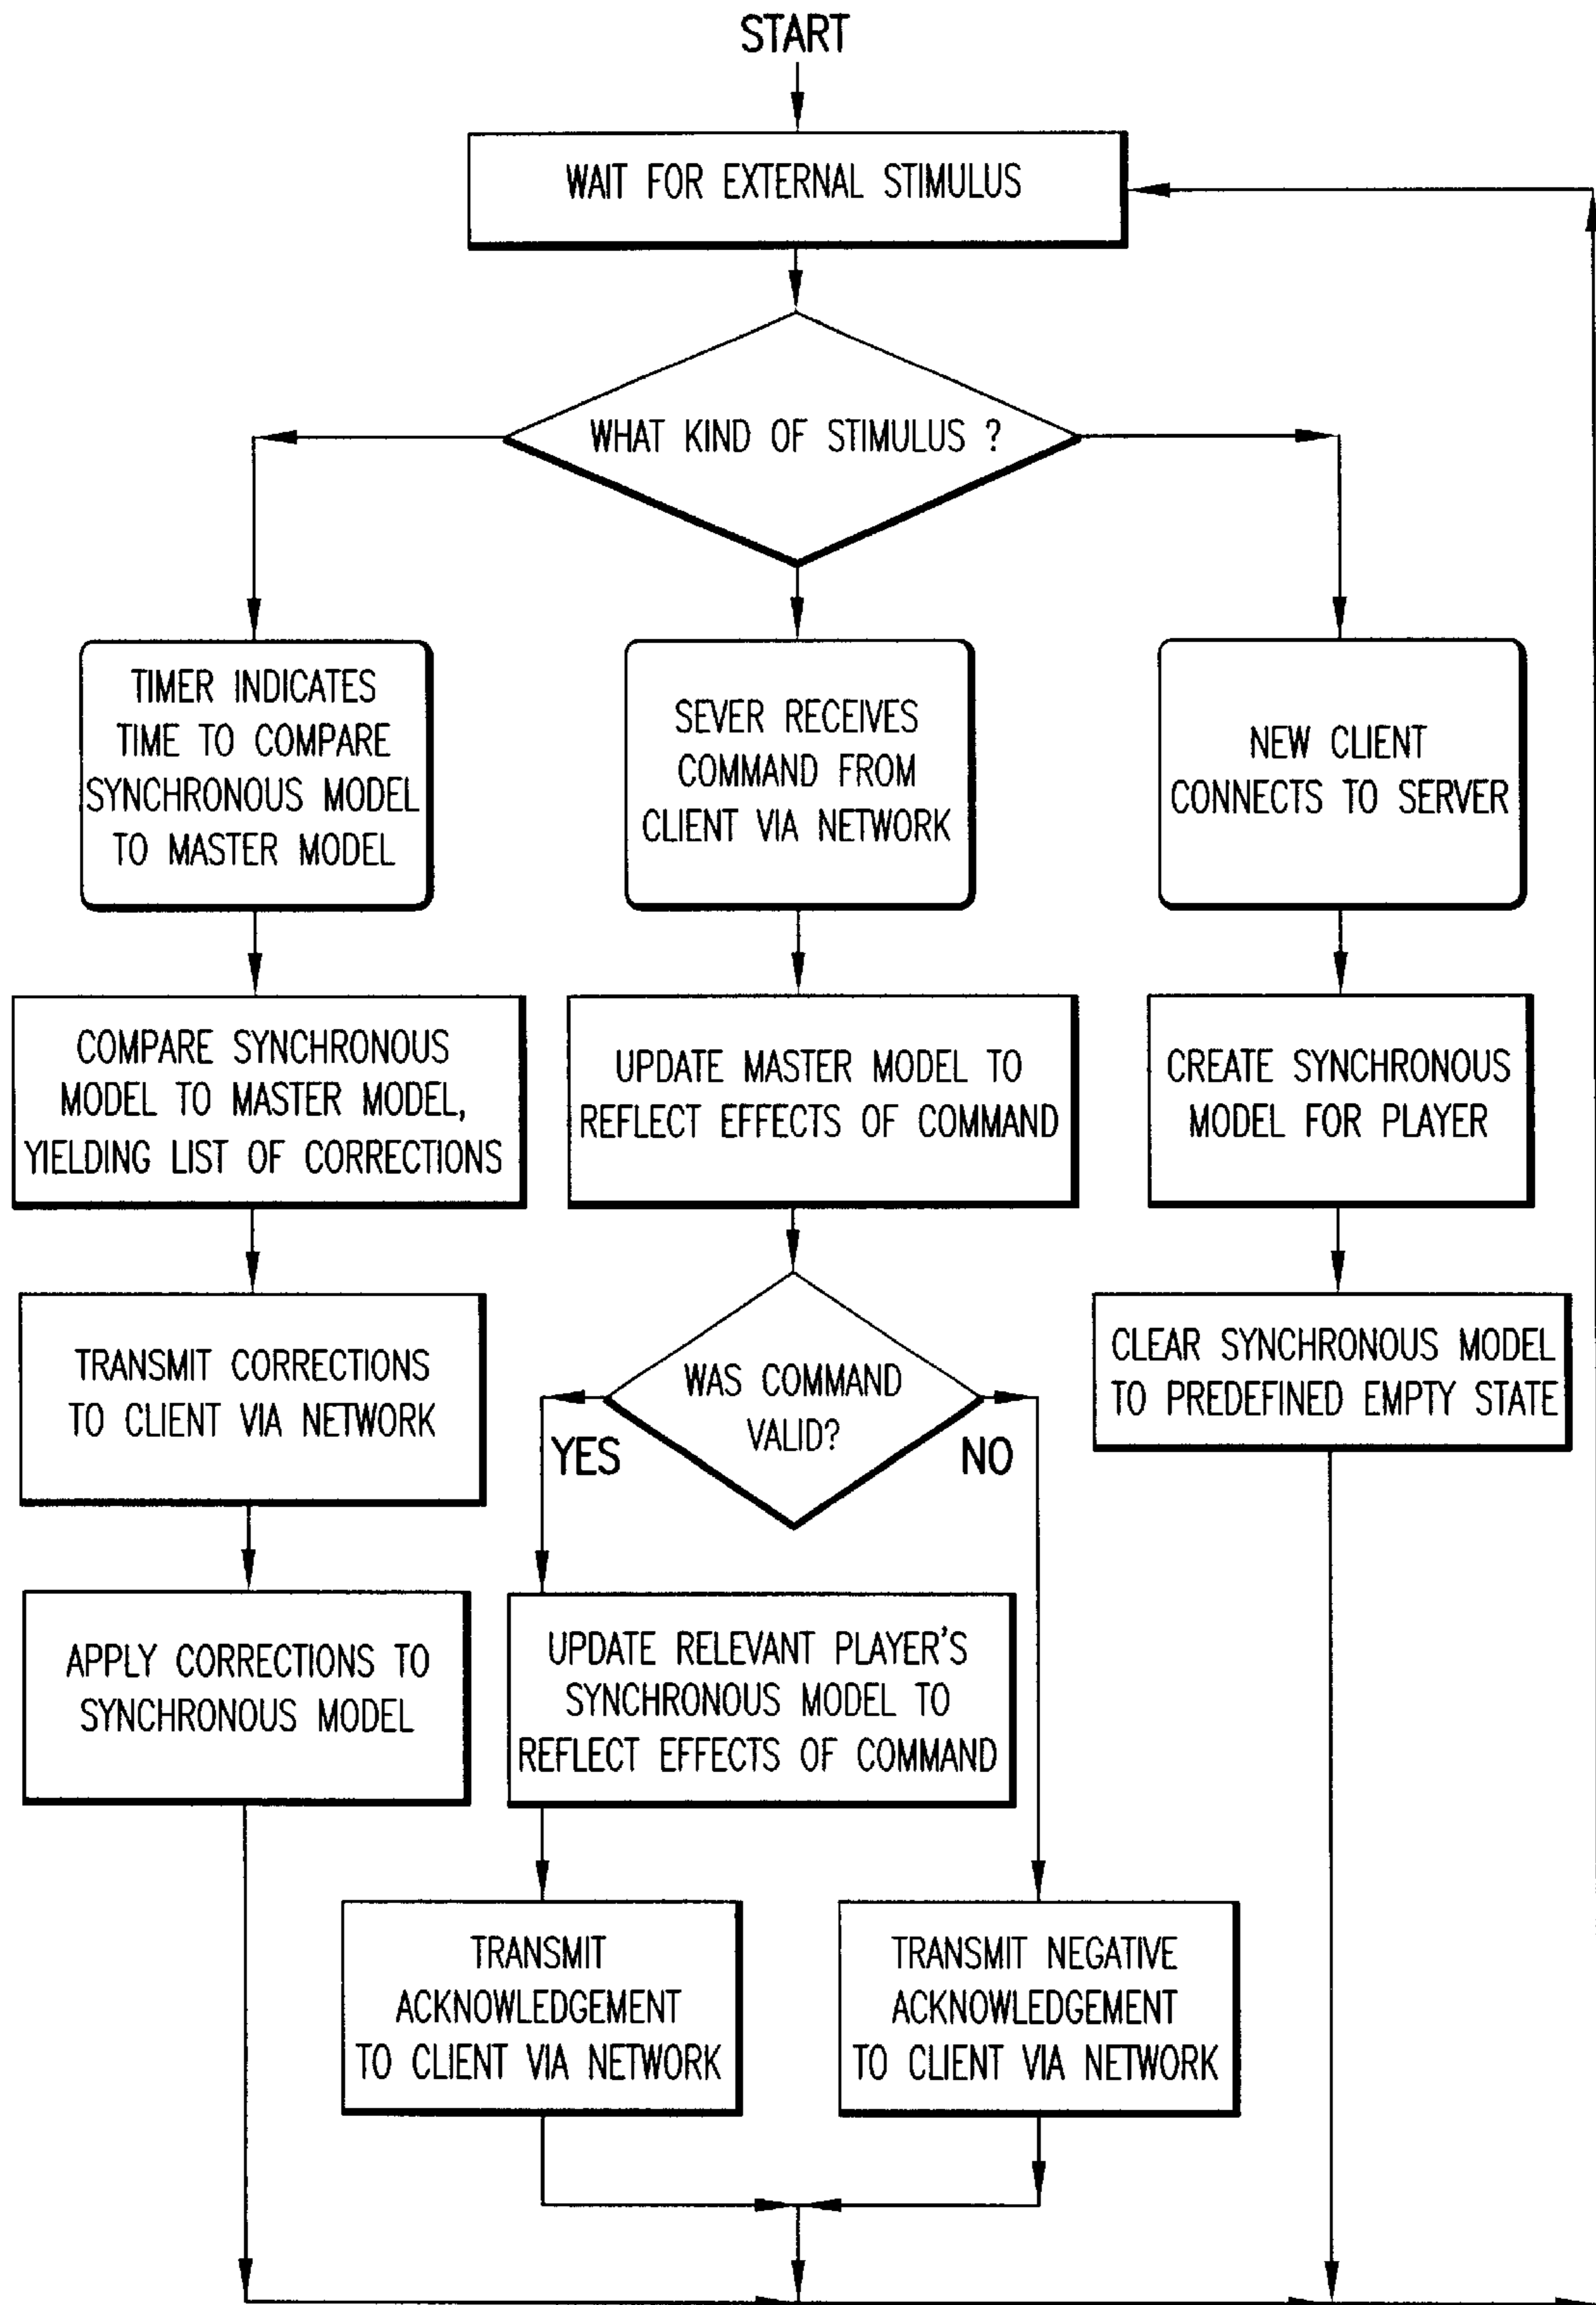 START
WAIT FOR EXTERNAL STIMULUS
WHAT KIND OF STIMULUS ?
TIMER INDICATES
TIME TO COMPARE
SYNCHRONOUS MODEL
TO MASTER MODEL
SEVER RECEIVES
COMMAND FROM
CLIENT VIA NETWORK
NEW CLIENT
CONNECTS TO SERVER
COMPARE SYNCHRONOUS
MODEL TO MASTER MODEL,
YIELDING LIST OF CORRECTIONS
UPDATE MASTER MODEL TO
REFLECT EFFECTS OF COMMAND
CREATE SYNCHRONOUS
MODEL FOR PLAYER
TRANSMIT CORRECTIONS
TO CLIENT VIA NETWORK
WAS COMMAND
VALID?
YES
NO
CLEAR SYNCHRONOUS MODEL
TO PREDEFINED EMPTY STATE
APPLY CORRECTIONS TO
SYNCHRONOUS MODEL
UPDATE RELEVANT PLAYER'S
SYNCHRONOUS MODEL TO
REFLECT EFFECTS OF COMMAND
TRANSMIT
ACKNOWLEDGEMENT
TO CLIENT VIA NETWORK
TRANSMIT NEGATIVE
ACKNOWLEDGEMENT
TO CLIENT VIA NETWORK